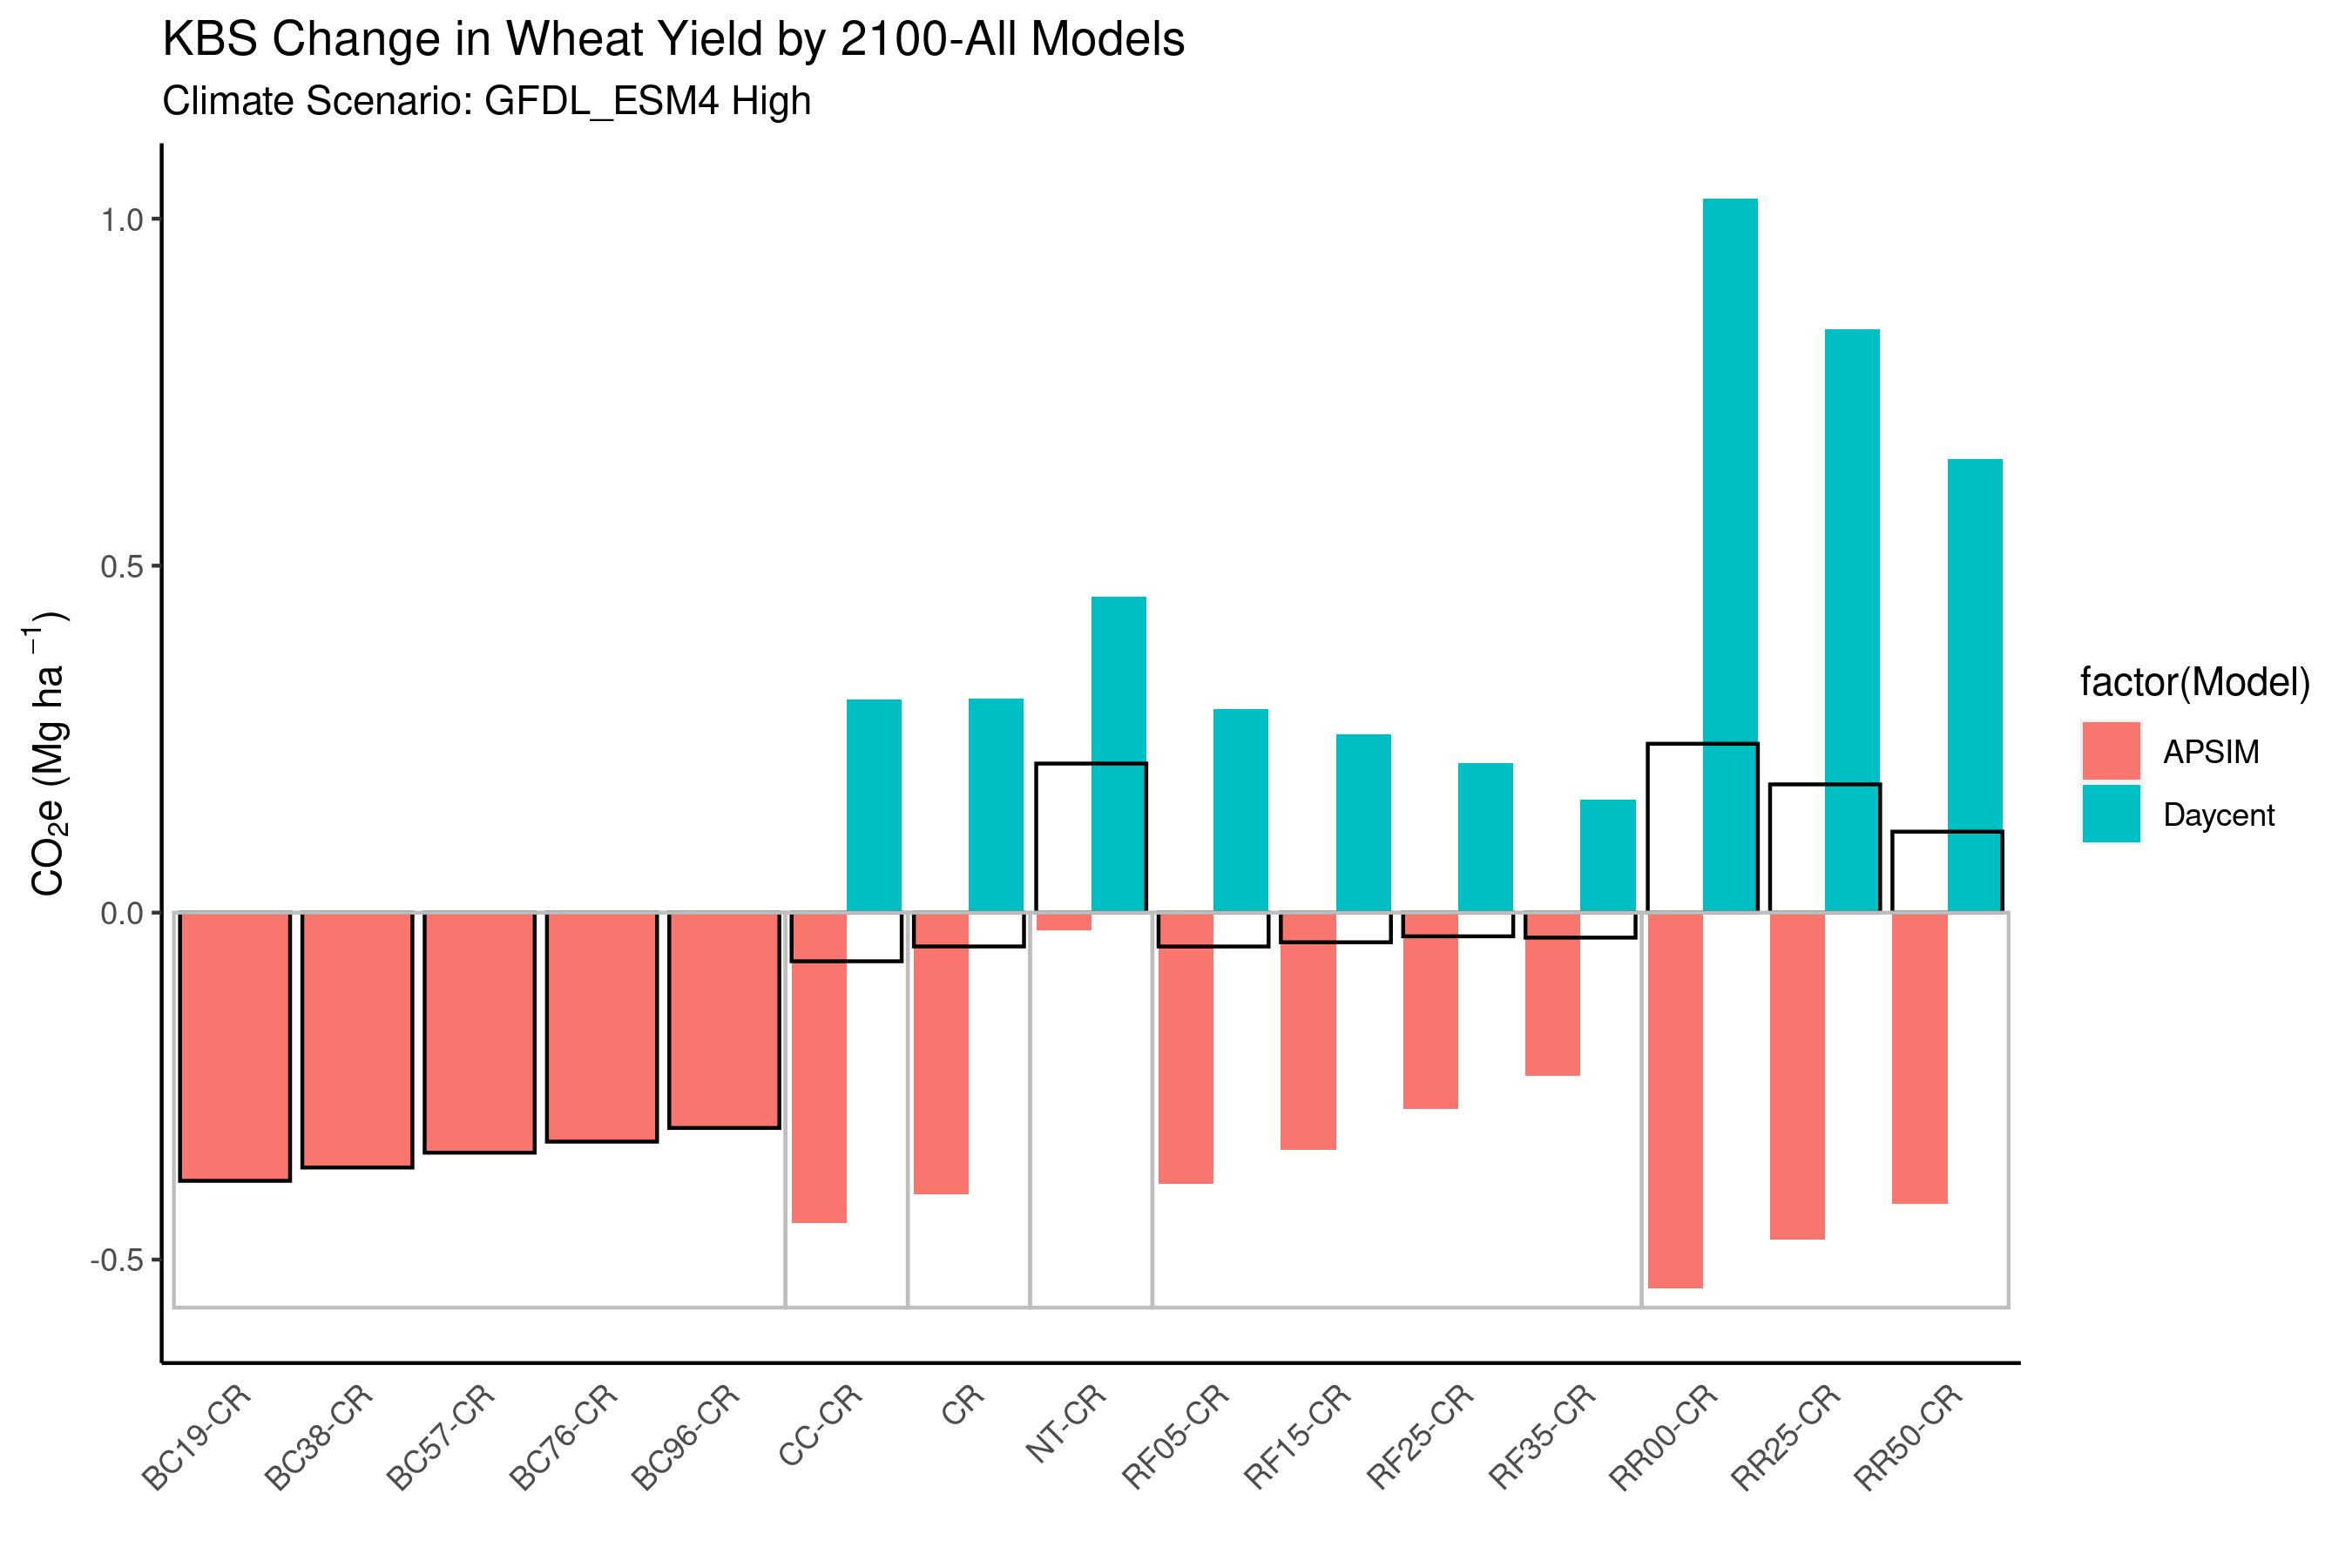 KBS Change in Wheat Yield by 2100-All Models
Climate Scenario: GFDL_ESM4 High
CO₂e (Mg ha ⁻¹)
1.0
0.5
0.0
-0.5
BC19-CR
BC38-CR
BC57-CR
BC76-CR
BC96-CR
CC-CR
CR
NT-CR
RF05-CR
RF15-CR
RF25-CR
RF35-CR
RR00-CR
RR25-CR
RR50-CR
factor(Model)
APSIM
Daycent